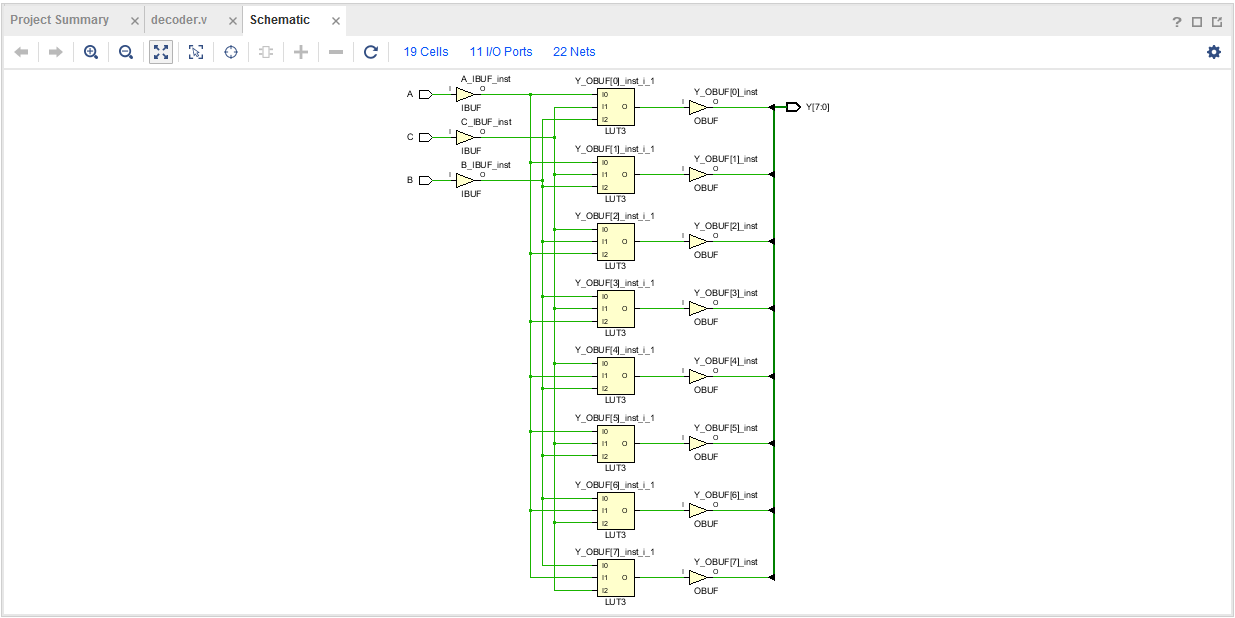 Project Summary × decoder.v × Schematic ×
19 Cells 11 I/O Ports 22 Nets
A
A_IBUF_inst
I O
IBUF
C
C_IBUF_inst
I O
IBUF
B
B_IBUF_inst
I O
IBUF
Y_OBUF[0]_inst_i_1
I0
I1 O
I2
LUT3
Y_OBUF[0]_inst
I O
OBUF
Y[7:0]
Y_OBUF[1]_inst_i_1
I0
I1 O
I2
LUT3
Y_OBUF[1]_inst
I O
OBUF
Y_OBUF[2]_inst_i_1
I0
I1 O
I2
LUT3
Y_OBUF[2]_inst
I O
OBUF
Y_OBUF[3]_inst_i_1
I0
I1 O
I2
LUT3
Y_OBUF[3]_inst
I O
OBUF
Y_OBUF[4]_inst_i_1
I0
I1 O
I2
LUT3
Y_OBUF[4]_inst
I O
OBUF
Y_OBUF[5]_inst_i_1
I0
I1 O
I2
LUT3
Y_OBUF[5]_inst
I O
OBUF
Y_OBUF[6]_inst_i_1
I0
I1 O
I2
LUT3
Y_OBUF[6]_inst
I O
OBUF
Y_OBUF[7]_inst_i_1
I0
I1 O
I2
LUT3
Y_OBUF[7]_inst
I O
OBUF